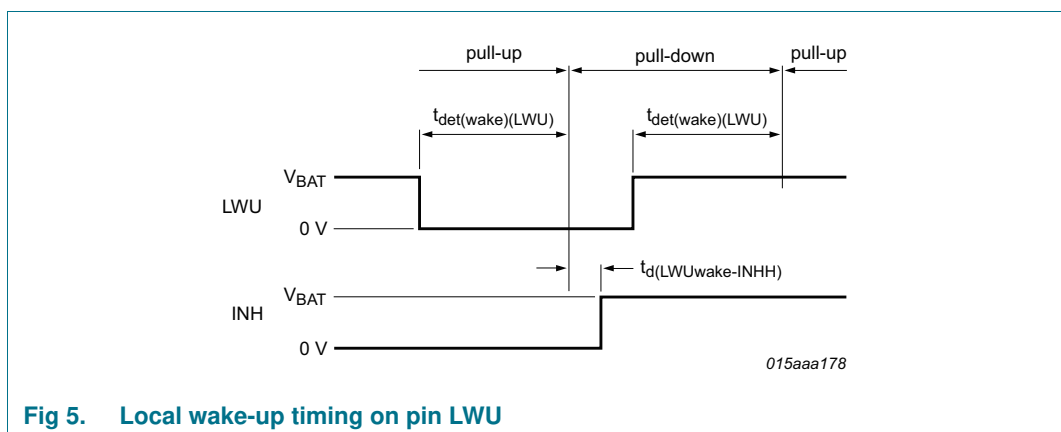 pull-up pull-down pull-up
tdet(wake)(LWU) tdet(wake)(LWU)
VBAT
LWU
0 V
td(LWUwake-INHH)
VBAT
INH
0 V
015aaa178
Fig 5. Local wake-up timing on pin LWU